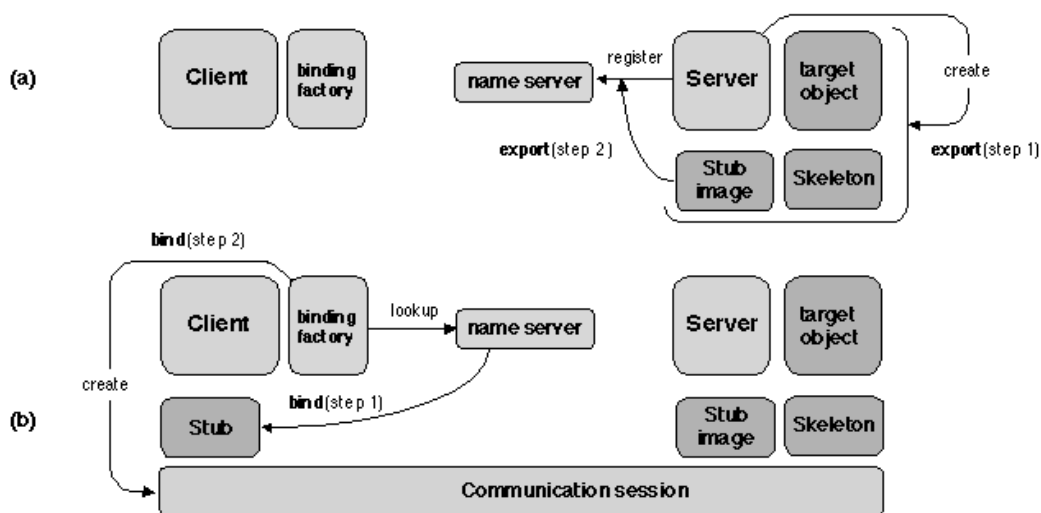 (a)
Client
binding
factory
name server
register
Server
target
object
create
export(step 2)
Stub
image
Skeleton
export(step 1)
(b)
bind(step 2)
Client
binding
factory
lookup
name server
Server
target
object
create
bind(step 1)
Stub
Stub
image
Skeleton
Communication session